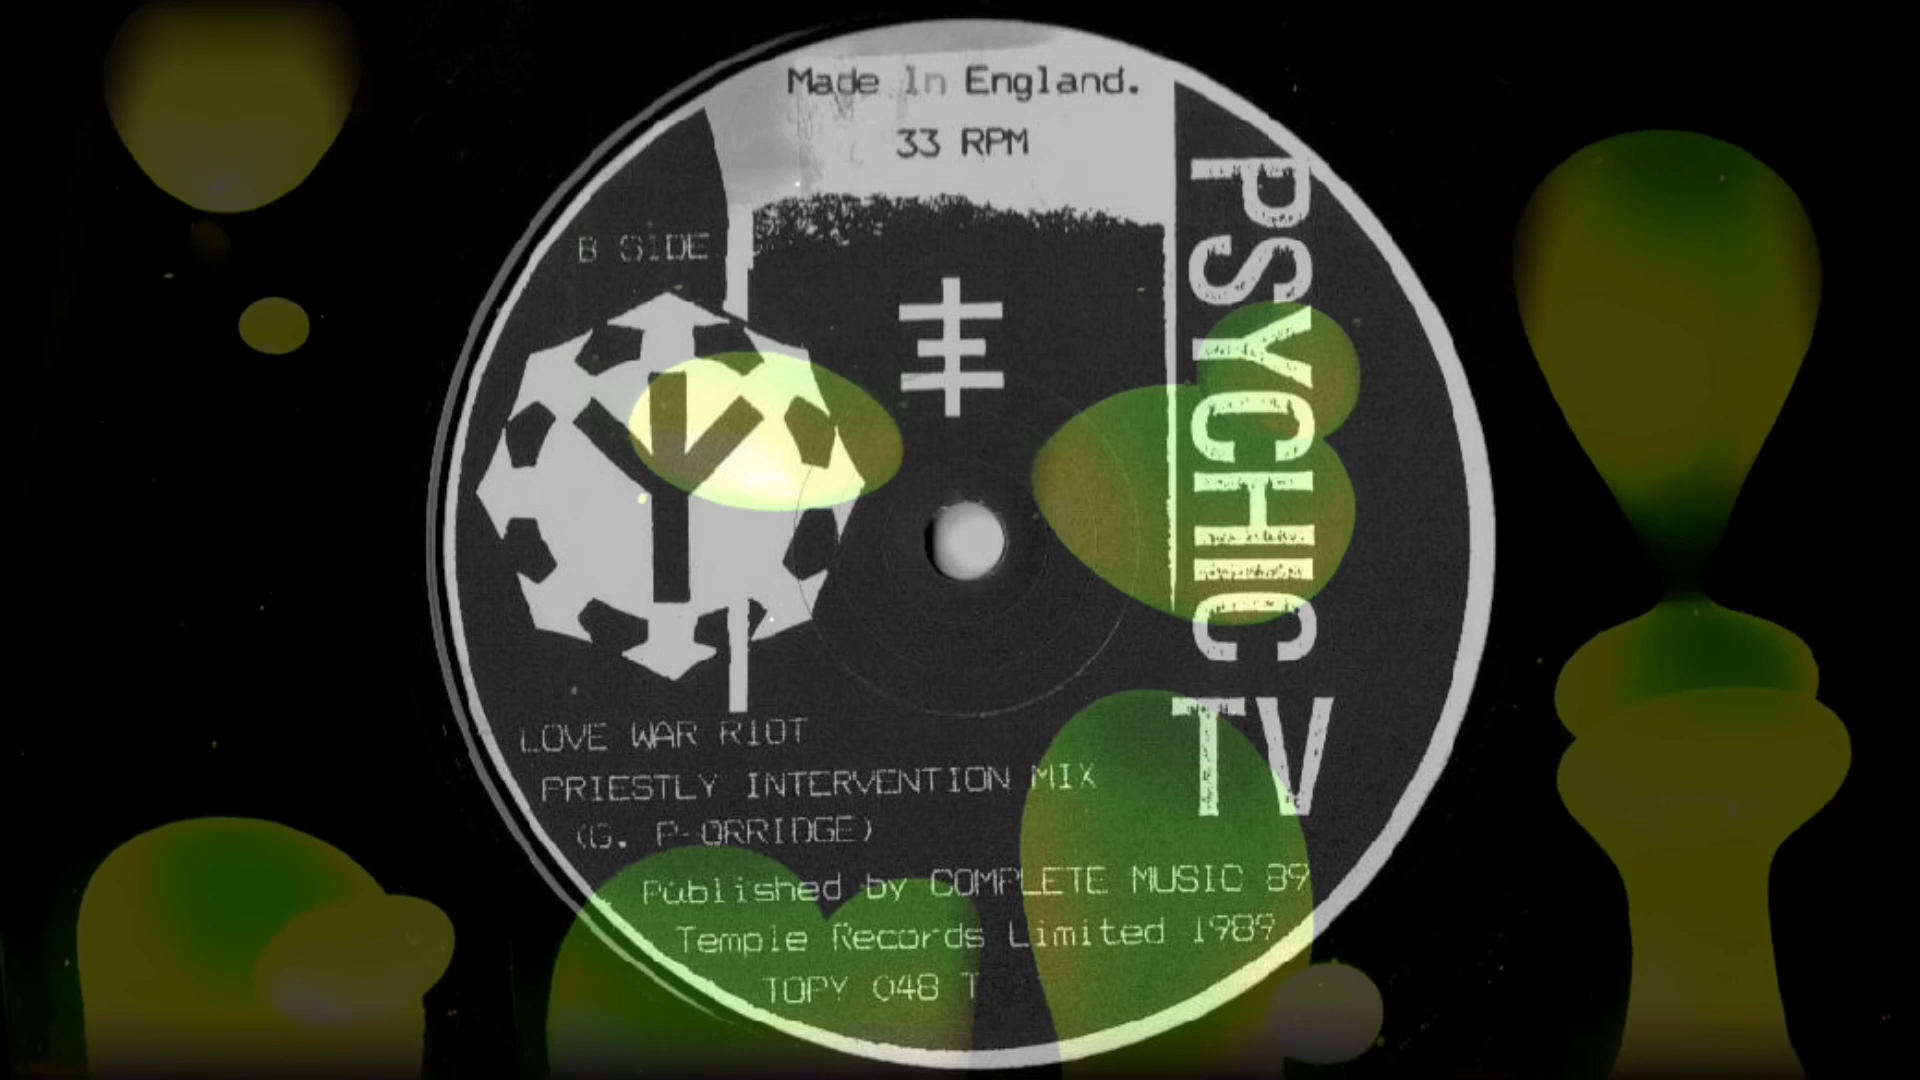 Made In England.
33 RPM
B SIDE
PSYCHIC TV
LOVE WAR RIOT
PRIESTLY INTERVENTION MIX
(G. P-ORRIDGE)
Published by COMPLETE MUSIC 89
Temple Records Limited 1989
TOPY 048 T